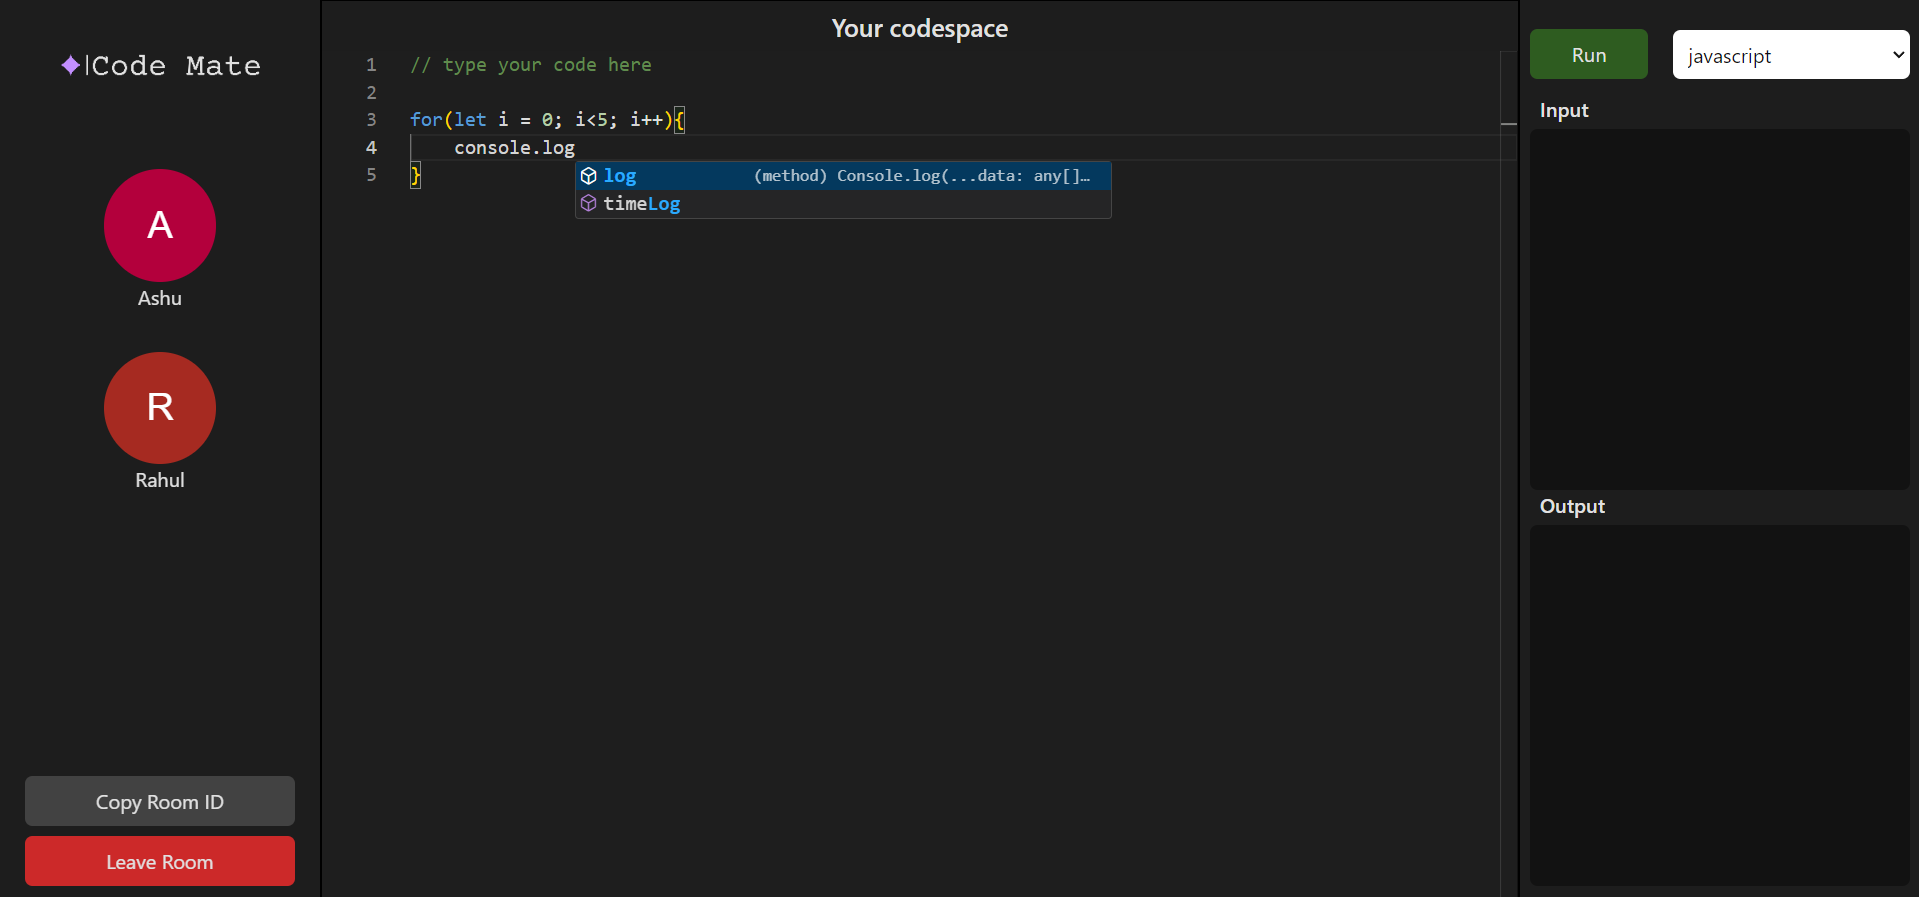 Code Mate
A
Ashu
R
Rahul
Copy Room ID
Leave Room
Your codespace
1 // type your code here
2
3 for(let i = 0; i<5; i++){
4     console.log
5 }
log (method) Console.log(...data: any[]…
timeLog
Run
javascript
Input
Output